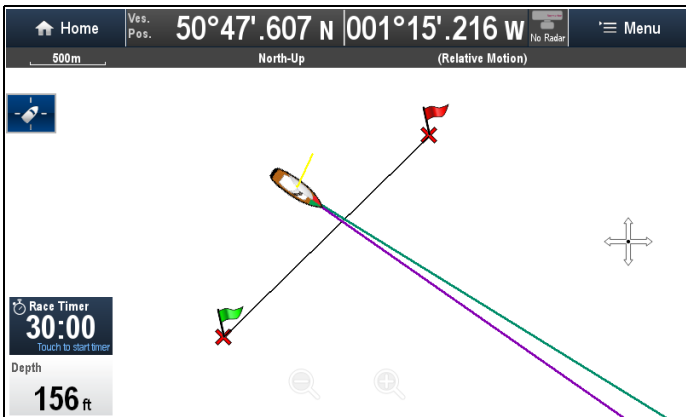 Home
Ves. Pos.
50°47'.607 N
001°15'.216 W
No Radar
Menu
500m
North-Up
(Relative Motion)
Race Timer
30:00
Touch to start timer
Depth
156 ft